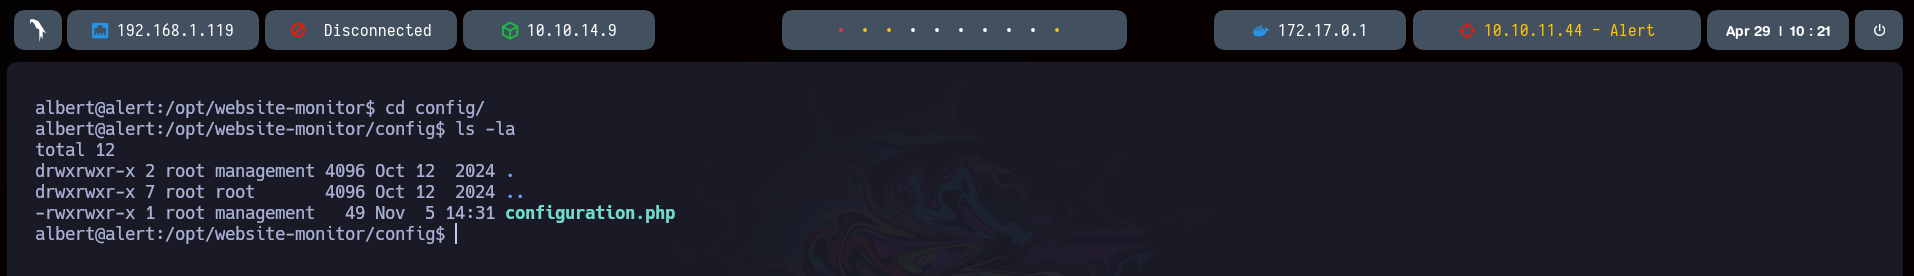 192.168.1.119 Disconnected 10.10.14.9 172.17.0.1 10.10.11.44 - Alert Apr 29 | 10 : 21
albert@alert:/opt/website-monitor$ cd config/
albert@alert:/opt/website-monitor/config$ ls -la
total 12
drwxrwxr-x 2 root management 4096 Oct 12  2024 .
drwxrwxr-x 7 root root       4096 Oct 12  2024 ..
-rwxrwxr-x 1 root management   49 Nov  5 14:31 configuration.php
albert@alert:/opt/website-monitor/config$